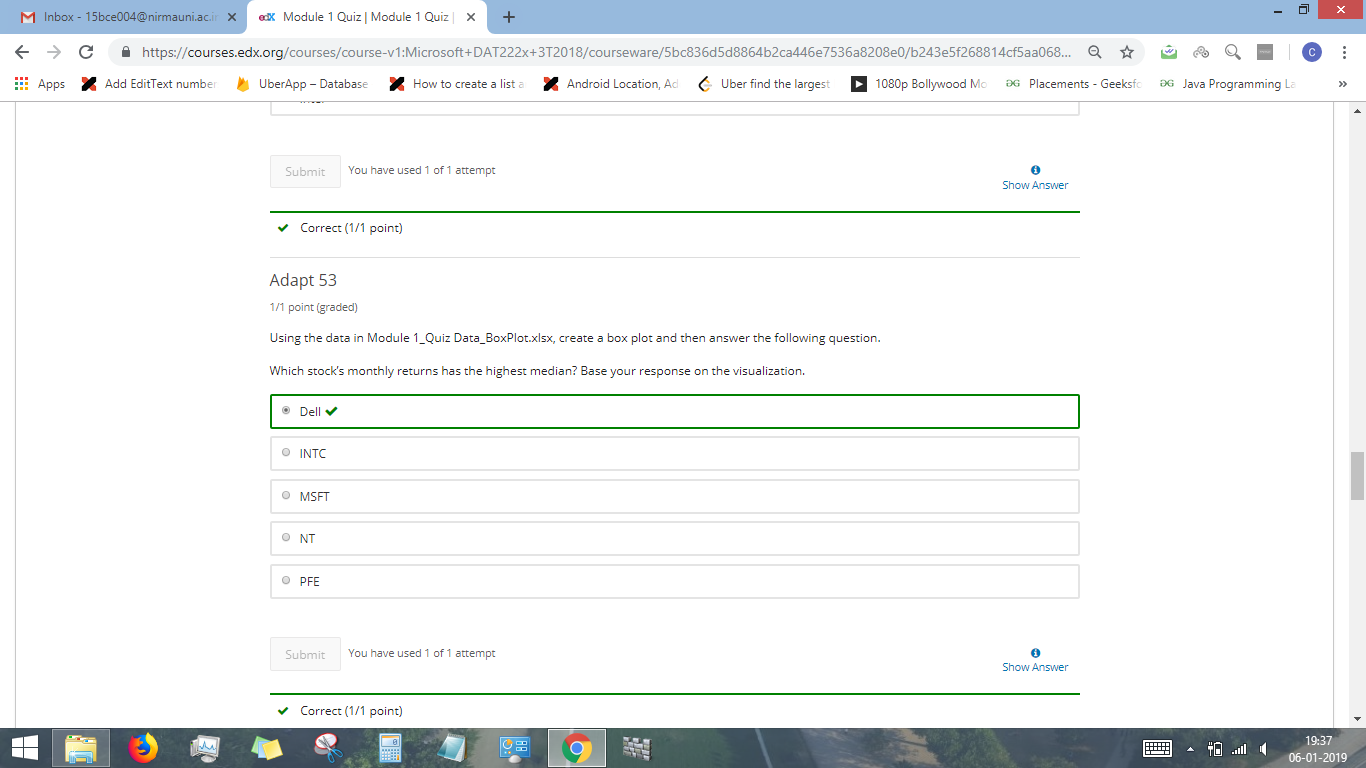 Inbox - 15bce004@nirmauni.ac.in
edX Module 1 Quiz | Module 1 Quiz |
https://courses.edx.org/courses/course-v1:Microsoft+DAT222x+3T2018/courseware/5bc836d5d8864b2ca446e7536a8208e0/b243e5f268814cf5aa068...
C
Apps Add EditText number UberApp – Database How to create a list a Android Location, Ad Uber find the largest 1080p Bollywood Mo Placements - Geeksfo Java Programming La »
Submit You have used 1 of 1 attempt
Show Answer
Correct (1/1 point)
Adapt 53
1/1 point (graded)
Using the data in Module 1_Quiz Data_BoxPlot.xlsx, create a box plot and then answer the following question.
Which stock's monthly returns has the highest median? Base your response on the visualization.
Dell
INTC
MSFT
NT
PFE
Submit You have used 1 of 1 attempt
Show Answer
Correct (1/1 point)
19:37
06-01-2019